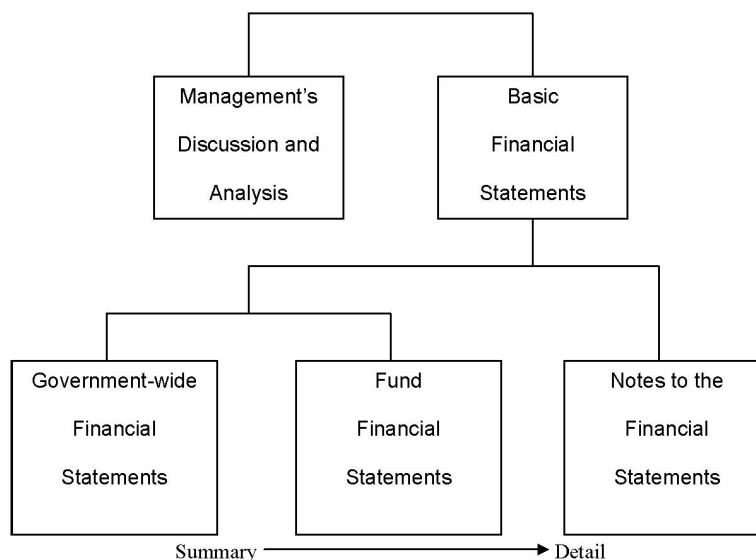 Management’s
Discussion and
Analysis
Basic
Financial
Statements
Government-wide
Financial
Statements
Fund
Financial
Statements
Notes to the
Financial
Statements
Summary
Detail